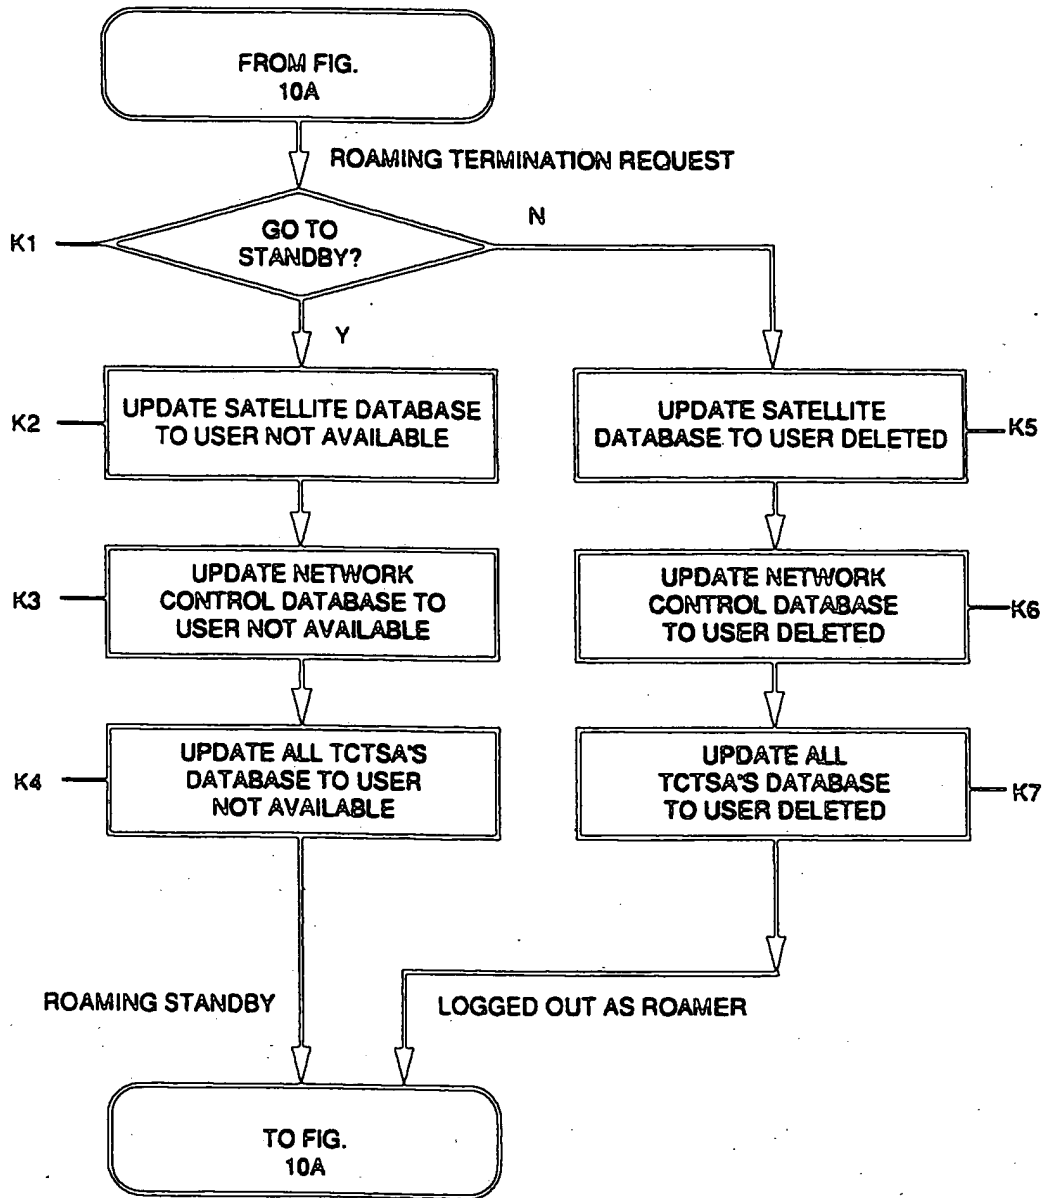 FROM FIG.
10A
ROAMING TERMINATION REQUEST
K1
GO TO
STANDBY?
N
Y
K2
UPDATE SATELLITE DATABASE
TO USER NOT AVAILABLE
UPDATE SATELLITE
DATABASE TO USER DELETED
K5
K3
UPDATE NETWORK
CONTROL DATABASE TO
USER NOT AVAILABLE
UPDATE NETWORK
CONTROL DATABASE
TO USER DELETED
K6
K4
UPDATE ALL TCTSA'S
DATABASE TO USER
NOT AVAILABLE
UPDATE ALL
TCTSA'S DATABASE
TO USER DELETED
K7
ROAMING STANDBY
LOGGED OUT AS ROAMER
TO FIG.
10A